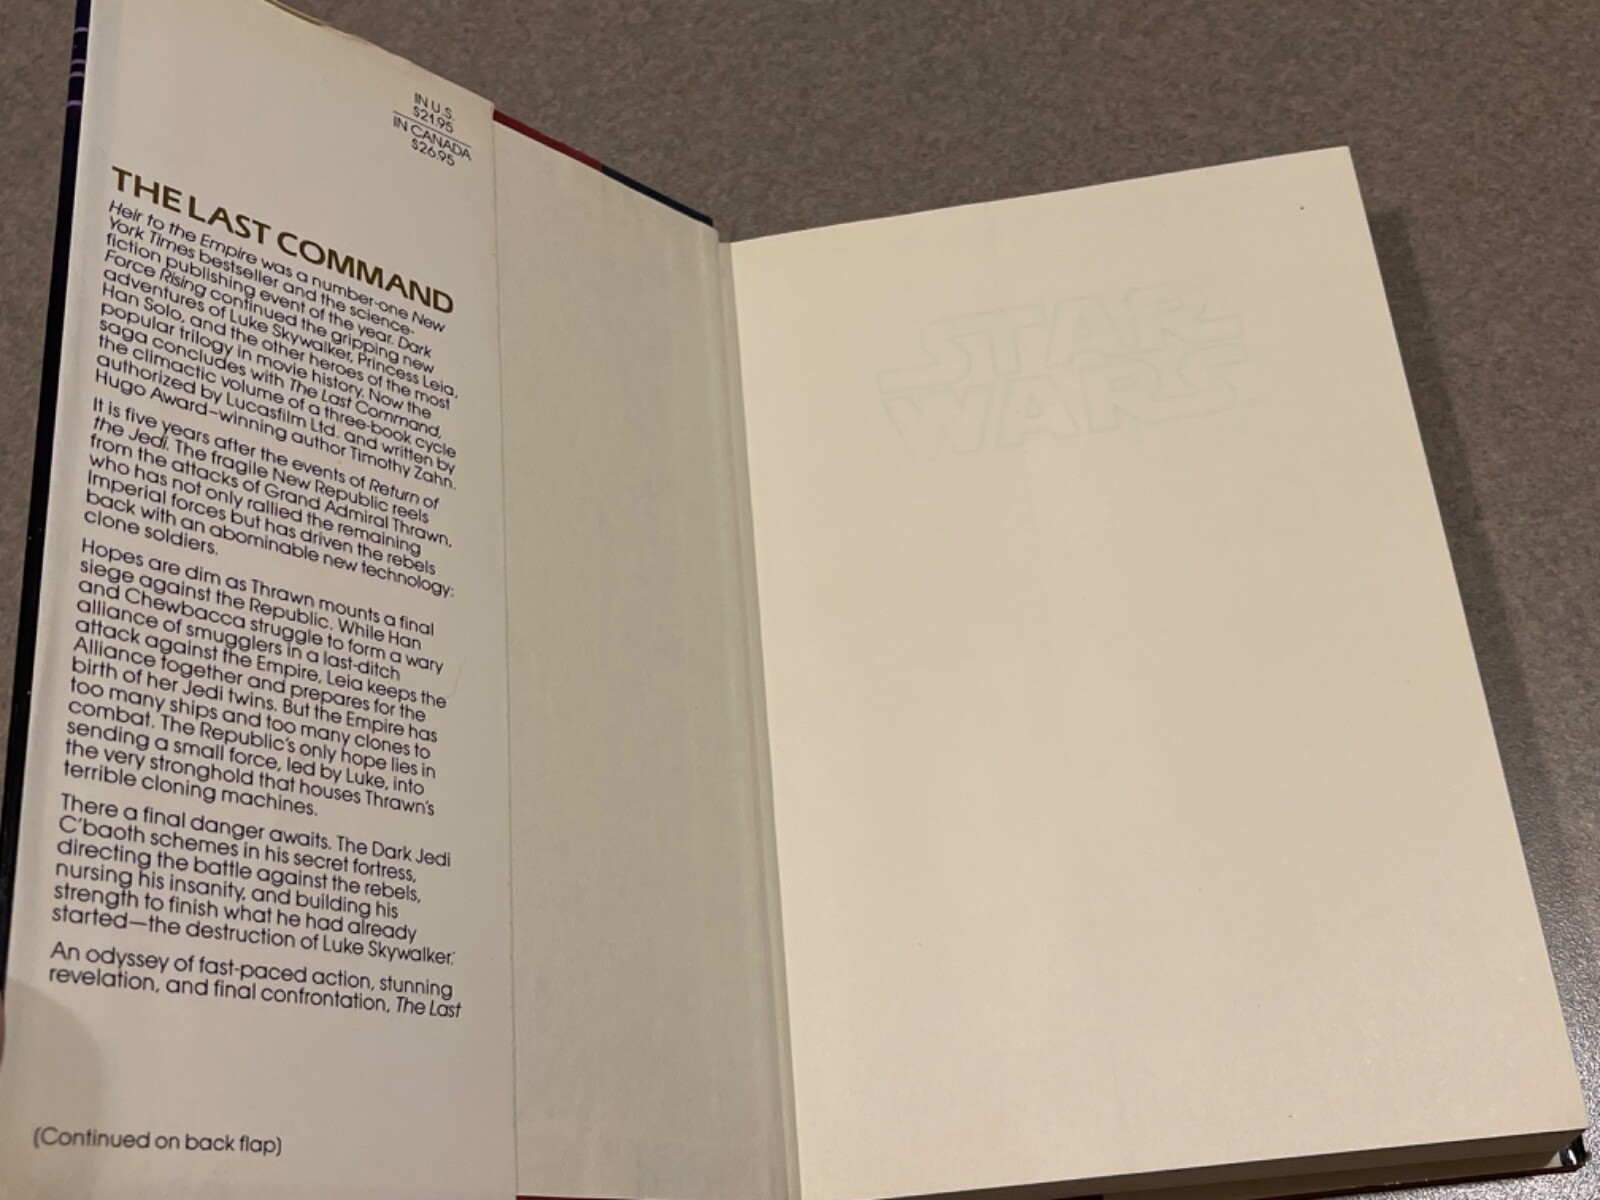 IN U.S.
$21.95
IN CANADA
$26.95
THE LAST COMMAND
Heir to the Empire was a number-one New
York Times bestseller and the science-
fiction publishing event of the year. Dark
Force Rising continued the gripping new
adventures of Luke Skywalker, Princess Leia,
Han Solo, and the other heroes of the most
popular trilogy in movie history. Now the
saga concludes with The Last Command,
the climactic volume of a three-book cycle
authorized by Lucasfilm Ltd. and written by
Hugo Award–winning author Timothy Zahn.
It is five years after the events of Return of
the Jedi. The fragile New Republic reels
from the attacks of Grand Admiral Thrawn,
who has not only rallied the remaining
Imperial forces but has driven the rebels
back with an abominable new technology:
clone soldiers.
Hopes are dim as Thrawn mounts a final
siege against the Republic. While Han
and Chewbacca struggle to form a wary
alliance of smugglers in a last-ditch
attack against the Empire, Leia keeps the
Alliance together and prepares for the
birth of her Jedi twins. But the Empire has
too many ships and too many clones to
combat. The Republic's only hope lies in
sending a small force, led by Luke, into
the very stronghold that houses Thrawn's
terrible cloning machines.
There a final danger awaits. The Dark Jedi
C'baoth schemes in his secret fortress,
directing the battle against the rebels,
nursing his insanity, and building his
strength to finish what he had already
started—the destruction of Luke Skywalker.
An odyssey of fast-paced action, stunning
revelation, and final confrontation, The Last
(Continued on back flap)
STAR
WARS